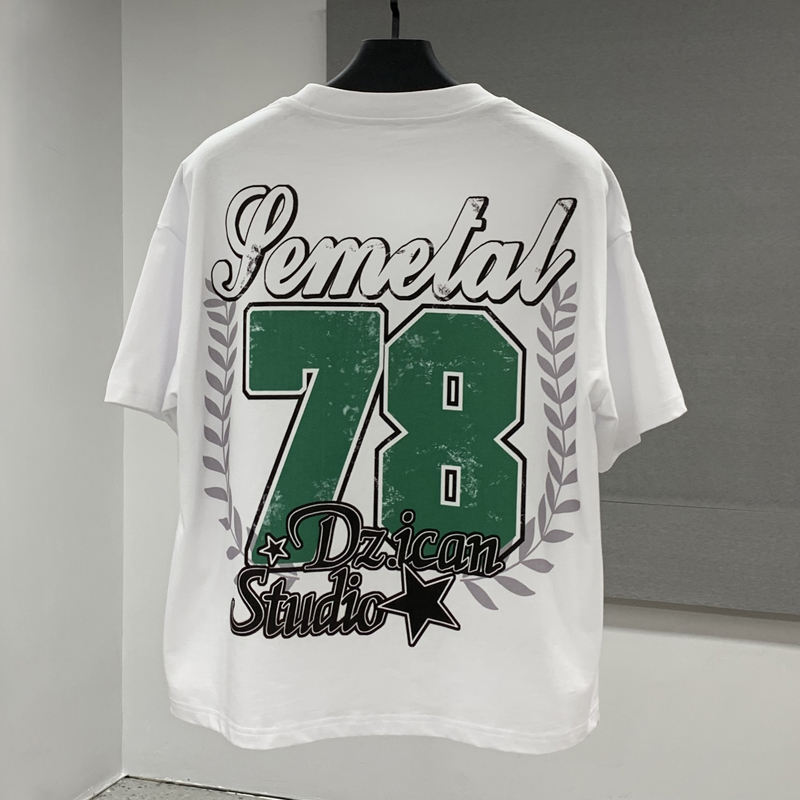 Semetal
78
Dz.ican
Studio